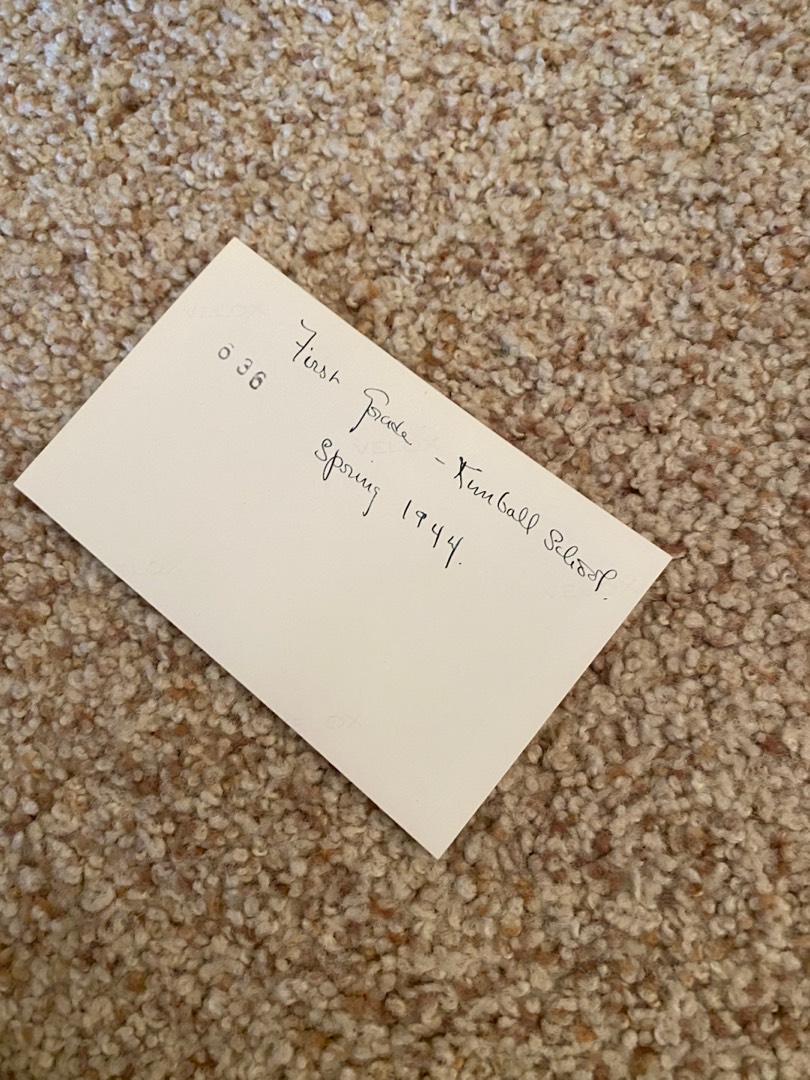 636
First Grade - Kimball School.
Spring 1944.